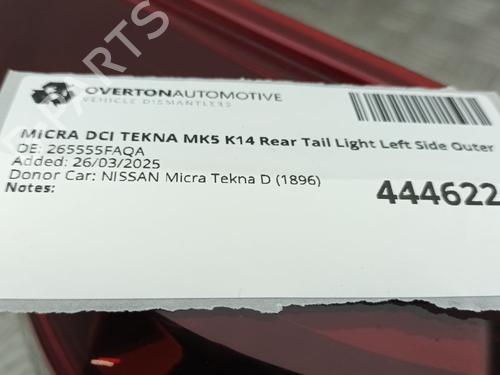 PARTS
OVERTONAUTOMOTIVE
VEHICLE DISMANTLERS
MICRA DCI TEKNA MK5 K14 Rear Tail Light Left Side Outer
OE: 265555FAQA
Added: 26/03/2025
Donor Car: NISSAN Micra Tekna D (1896)
Notes:
444622